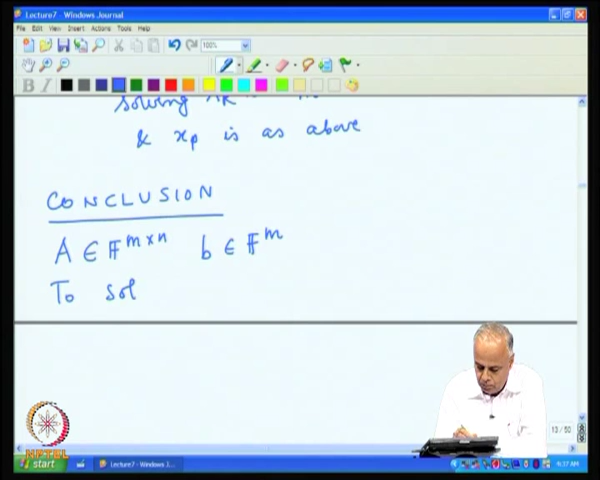 Lecture7 - Windows Journal
File Edit View Insert Actions Tools Help
100%
B I
solving
& xₚ is as above
CONCLUSION
A ∈ 𝔽^{m×n} b ∈ 𝔽^m
To sol
13 / 50
NPTEL
start
Lecture7 - Windows J...